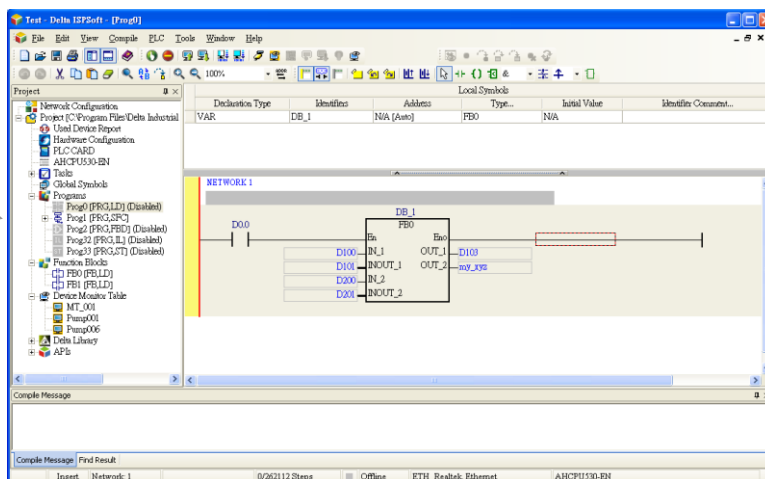 Test - Delta ISPSoft - [Prog0]
File Edit View Compile PLC Tools Window Help
100%
Project
Network Configuration
Project [C:\Program Files\Delta Industrial
Used Device Report
Hardware Configuration
PLC CARD
AHCPU530-EN
Tasks
Global Symbols
Programs
Prog0 [PRG,LD] (Disabled)
Prog1 [PRG,SFC]
Prog2 [PRG,FBD] (Disabled)
Prog32 [PRG,IL] (Disabled)
Prog33 [PRG,ST] (Disabled)
Function Blocks
FB0 [FB,LD]
FB1 [FB,LD]
Device Monitor Table
MT_001
Pump001
Pump006
Delta Library
APIs
Local Symbols
Declaration Type Identifiers Address Type... Initial Value Identifier Comment...
VAR DB_1 N/A [Auto] FB0 N/A
NETWORK 1
DB_1
D0.0 FB0
En Eno
D100 IN_1 OUT_1 D103
D101 INOUT_1 OUT_2 my_xyz
D200 IN_2
D201 INOUT_2
Compile Message
Compile Message Find Result
Insert Network: 1 0/262112 Steps Offline ETH_Realtek_Ethernet AHCPU530-EN